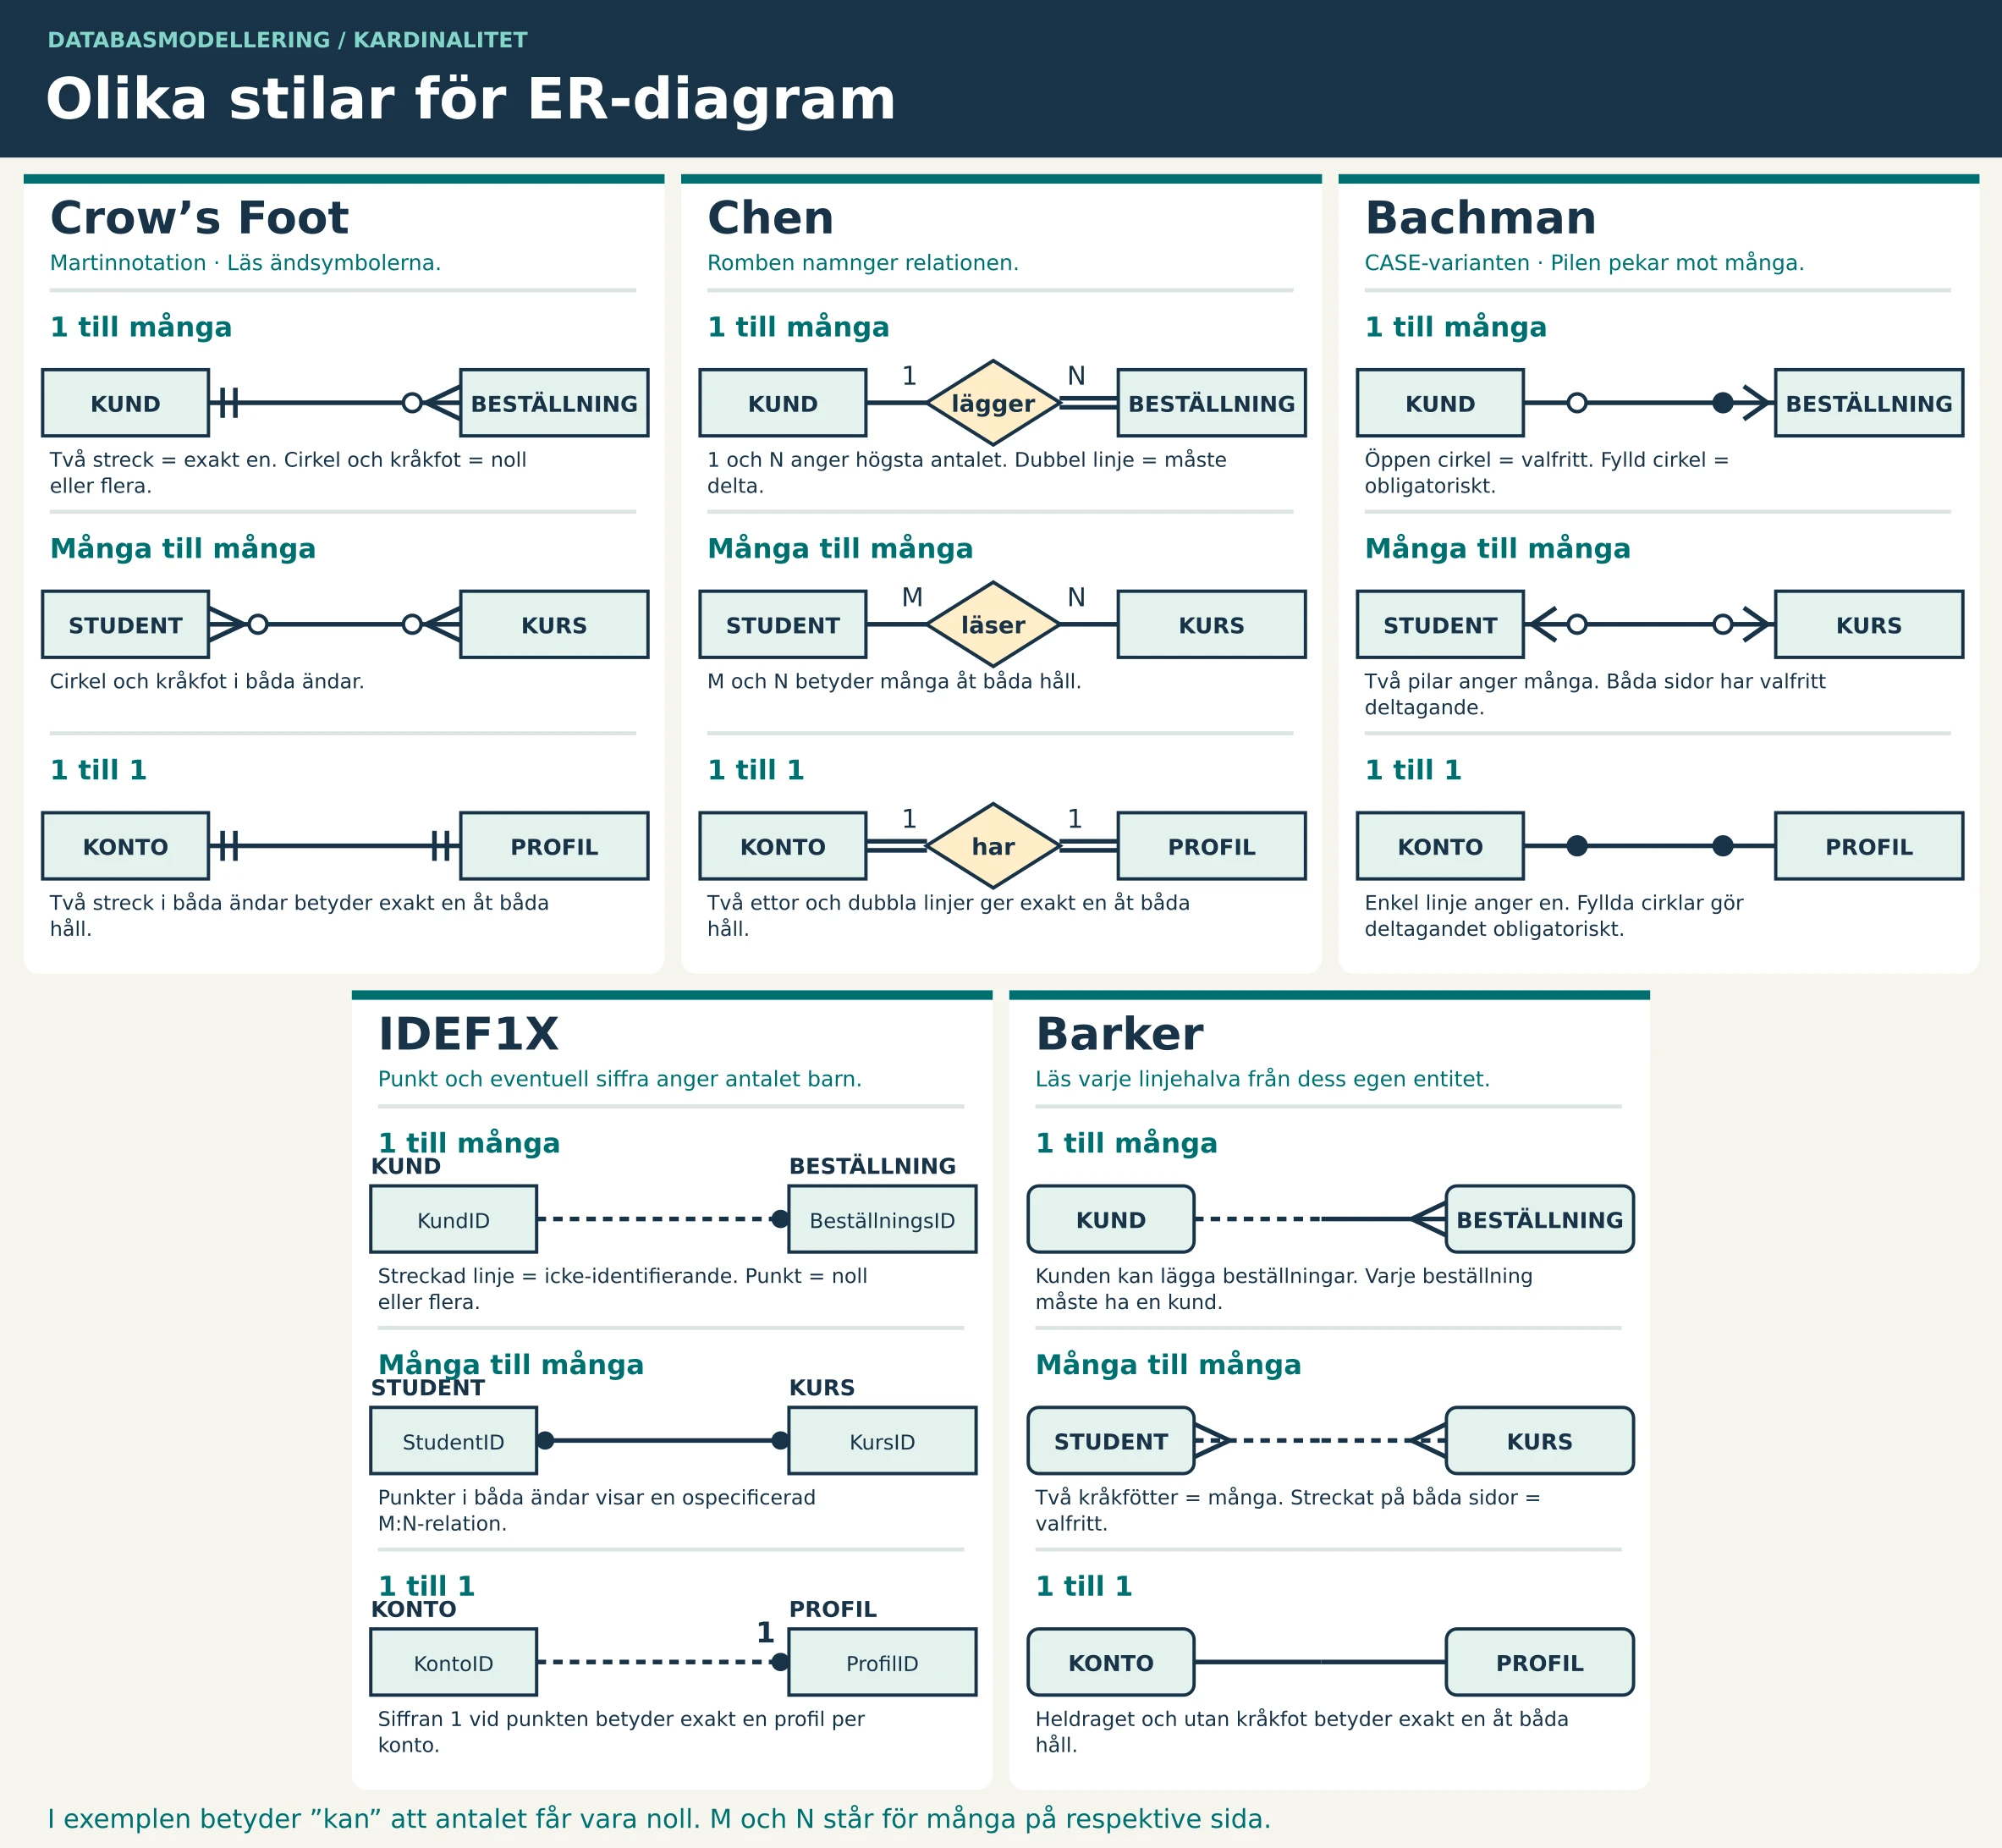 DATABASMODELLERING / KARDINALITET
Olika stilar för ER-diagram
Crow’s Foot
Martinnotation · Läs ändsymbolerna.
1 till många
KUND
BESTÄLLNING
Två streck = exakt en. Cirkel och kråkfot = noll
eller flera.
Många till många
STUDENT
KURS
Cirkel och kråkfot i båda ändar.
1 till 1
KONTO
PROFIL
Två streck i båda ändar betyder exakt en åt båda
håll.
Chen
Romben namnger relationen.
1 till många
KUND
1
lägger
N
BESTÄLLNING
1 och N anger högsta antalet. Dubbel linje = måste
delta.
Många till många
STUDENT
M
läser
N
KURS
M och N betyder många åt båda håll.
1 till 1
KONTO
1
har
1
PROFIL
Två ettor och dubbla linjer ger exakt en åt båda
håll.
Bachman
CASE-varianten · Pilen pekar mot många.
1 till många
KUND
BESTÄLLNING
Öppen cirkel = valfritt. Fylld cirkel =
obligatoriskt.
Många till många
STUDENT
KURS
Två pilar anger många. Båda sidor har valfritt
deltagande.
1 till 1
KONTO
PROFIL
Enkel linje anger en. Fyllda cirklar gör
deltagandet obligatoriskt.
IDEF1X
Punkt och eventuell siffra anger antalet barn.
1 till många
KUND
BESTÄLLNING
KundID
BeställningsID
Streckad linje = icke-identifierande. Punkt = noll
eller flera.
Många till många
STUDENT
KURS
StudentID
KursID
Punkter i båda ändar visar en ospecificerad
M:N-relation.
1 till 1
KONTO
PROFIL
1
KontoID
ProfilID
Siffran 1 vid punkten betyder exakt en profil per
konto.
Barker
Läs varje linjehalva från dess egen entitet.
1 till många
KUND
BESTÄLLNING
Kunden kan lägga beställningar. Varje beställning
måste ha en kund.
Många till många
STUDENT
KURS
Två kråkfötter = många. Streckat på båda sidor =
valfritt.
1 till 1
KONTO
PROFIL
Heldraget och utan kråkfot betyder exakt en åt båda
håll.
I exemplen betyder ”kan” att antalet får vara noll. M och N står för många på respektive sida.